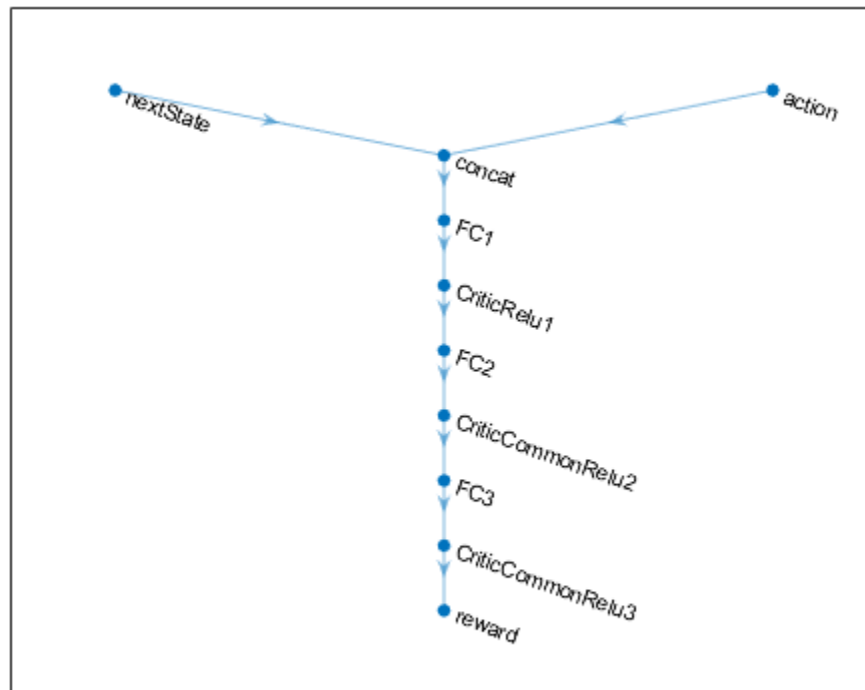 nextState
action
concat
FC1
CriticRelu1
FC2
CriticCommonRelu2
FC3
CriticCommonRelu3
reward